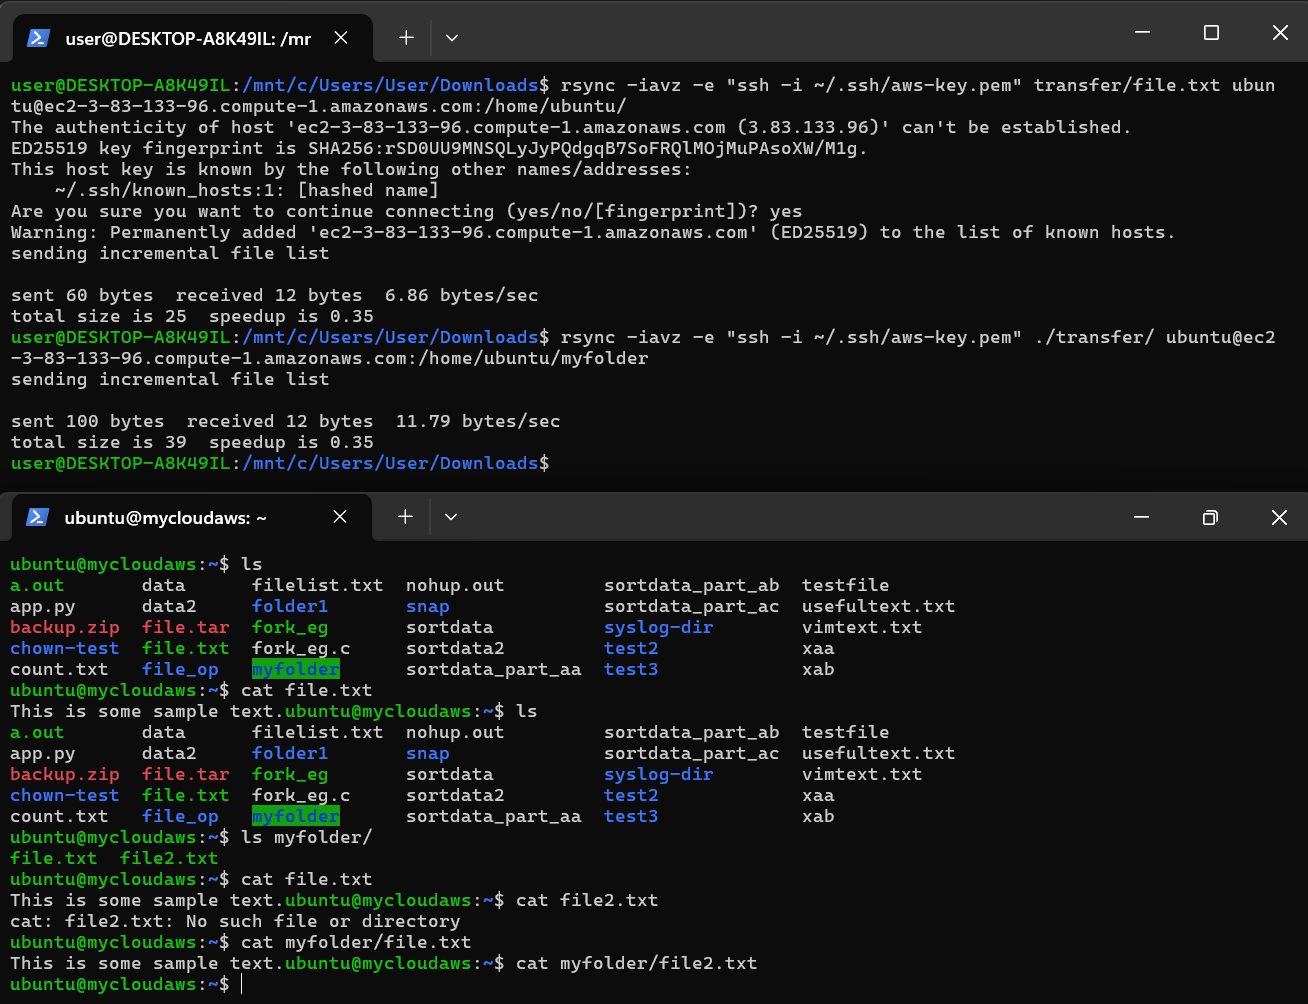 user@DESKTOP-A8K49IL: /mr
user@DESKTOP-A8K49IL:/mnt/c/Users/User/Downloads$ rsync -iavz -e "ssh -i ~/.ssh/aws-key.pem" transfer/file.txt ubun
tu@ec2-3-83-133-96.compute-1.amazonaws.com:/home/ubuntu/
The authenticity of host 'ec2-3-83-133-96.compute-1.amazonaws.com (3.83.133.96)' can't be established.
ED25519 key fingerprint is SHA256:rSD0UU9MNSQLyJyPQdgqB7SoFRQlMOjMuPAsoXW/M1g.
This host key is known by the following other names/addresses:
    ~/.ssh/known_hosts:1: [hashed name]
Are you sure you want to continue connecting (yes/no/[fingerprint])? yes
Warning: Permanently added 'ec2-3-83-133-96.compute-1.amazonaws.com' (ED25519) to the list of known hosts.
sending incremental file list
sent 60 bytes  received 12 bytes  6.86 bytes/sec
total size is 25  speedup is 0.35
user@DESKTOP-A8K49IL:/mnt/c/Users/User/Downloads$ rsync -iavz -e "ssh -i ~/.ssh/aws-key.pem" ./transfer/ ubuntu@ec2
-3-83-133-96.compute-1.amazonaws.com:/home/ubuntu/myfolder
sending incremental file list
sent 100 bytes  received 12 bytes  11.79 bytes/sec
total size is 39  speedup is 0.35
user@DESKTOP-A8K49IL:/mnt/c/Users/User/Downloads$
ubuntu@mycloudaws: ~
ubuntu@mycloudaws:~$ ls
a.out       data      filelist.txt  nohup.out         sortdata_part_ab  testfile
app.py      data2     folder1       snap              sortdata_part_ac  usefultext.txt
backup.zip  file.tar  fork_eg       sortdata          syslog-dir        vimtext.txt
chown-test  file.txt  fork_eg.c     sortdata2         test2             xaa
count.txt   file_op   myfolder      sortdata_part_aa  test3             xab
ubuntu@mycloudaws:~$ cat file.txt
This is some sample text.ubuntu@mycloudaws:~$ ls
a.out       data      filelist.txt  nohup.out         sortdata_part_ab  testfile
app.py      data2     folder1       snap              sortdata_part_ac  usefultext.txt
backup.zip  file.tar  fork_eg       sortdata          syslog-dir        vimtext.txt
chown-test  file.txt  fork_eg.c     sortdata2         test2             xaa
count.txt   file_op   myfolder      sortdata_part_aa  test3             xab
ubuntu@mycloudaws:~$ ls myfolder/
file.txt  file2.txt
ubuntu@mycloudaws:~$ cat file.txt
This is some sample text.ubuntu@mycloudaws:~$ cat file2.txt
cat: file2.txt: No such file or directory
ubuntu@mycloudaws:~$ cat myfolder/file.txt
This is some sample text.ubuntu@mycloudaws:~$ cat myfolder/file2.txt
ubuntu@mycloudaws:~$